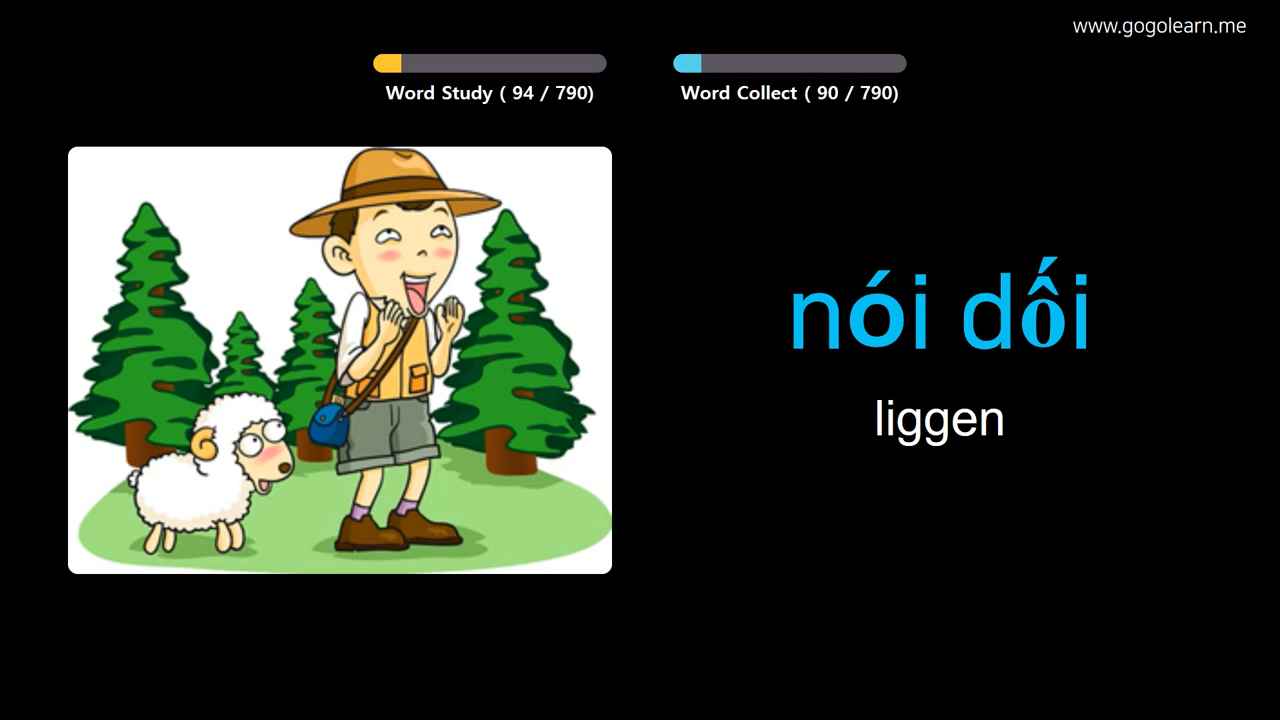 www.gogolearn.me
Word Study ( 94 / 790)
Word Collect ( 90 / 790)
nói dối
liggen